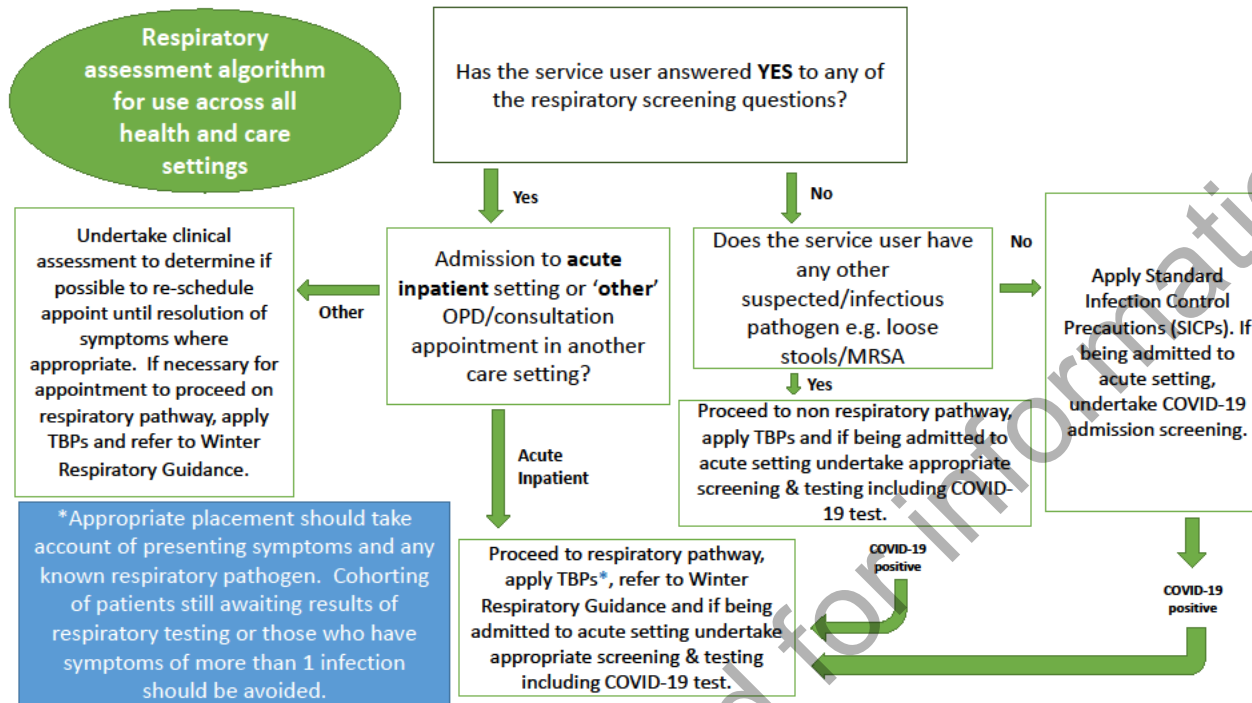 Respiratory
assessment algorithm
for use across all
health and care
settings
Has the service user answered YES to any of
the respiratory screening questions?
Yes
No
Undertake clinical
assessment to determine if
possible to re-schedule
appoint until resolution of
symptoms where
appropriate. If necessary for
appointment to proceed on
respiratory pathway, apply
TBPs and refer to Winter
Respiratory Guidance.
Other
Admission to acute
inpatient setting or ‘other’
OPD/consultation
appointment in another
care setting?
Does the service user have
any other
suspected/infectious
pathogen e.g. loose
stools/MRSA
No
Apply Standard
Infection Control
Precautions (SICPs). If
being admitted to
acute setting,
undertake COVID-19
admission screening.
Yes
Proceed to non respiratory pathway,
apply TBPs and if being admitted to
acute setting undertake appropriate
screening & testing including COVID-
19 test.
Acute
Inpatient
*Appropriate placement should take
account of presenting symptoms and any
known respiratory pathogen. Cohorting
of patients still awaiting results of
respiratory testing or those who have
symptoms of more than 1 infection
should be avoided.
Proceed to respiratory pathway,
apply TBPs*, refer to Winter
Respiratory Guidance and if being
admitted to acute setting undertake
appropriate screening & testing
including COVID-19 test.
COVID-19
positive
COVID-19
positive
for informatio